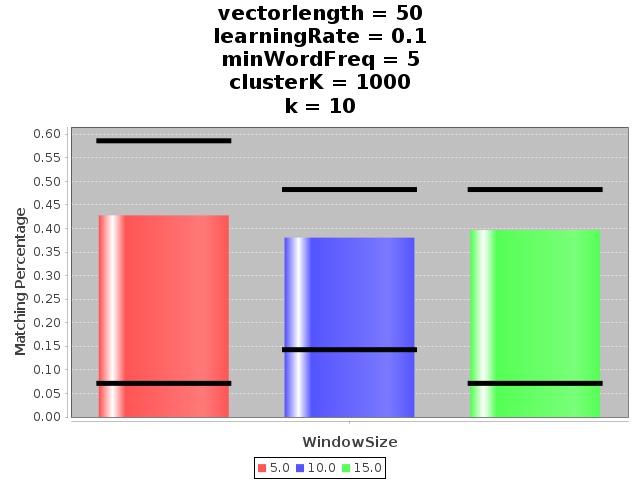 vectorlength = 50
learningRate = 0.1
minWordFreq = 5
clusterK = 1000
k = 10
0.60
0.55
0.50
0.45
0.40
0.35
0.30
0.25
0.20
0.15
0.10
0.05
0.00
Matching Percentage
WindowSize
5.0 10.0 15.0